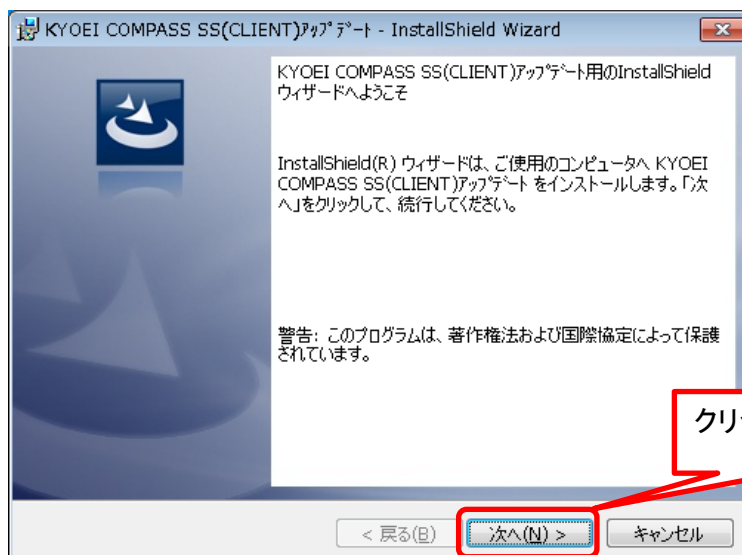 KYOEI COMPASS SS(CLIENT)ｱｯﾌﾟﾃﾞｰﾄ - InstallShield Wizard
KYOEI COMPASS SS(CLIENT)ｱｯﾌﾟﾃﾞｰﾄ用のInstallShield
ウィザードへようこそ
InstallShield(R) ウィザードは、ご使用のコンピュータへ KYOEI
COMPASS SS(CLIENT)ｱｯﾌﾟﾃﾞｰﾄ をインストールします。「次
へ」をクリックして、続行してください。
警告: このプログラムは、著作権法および国際協定によって保護
されています。
クリ
< 戻る(B)
次へ(N) >
キャンセル